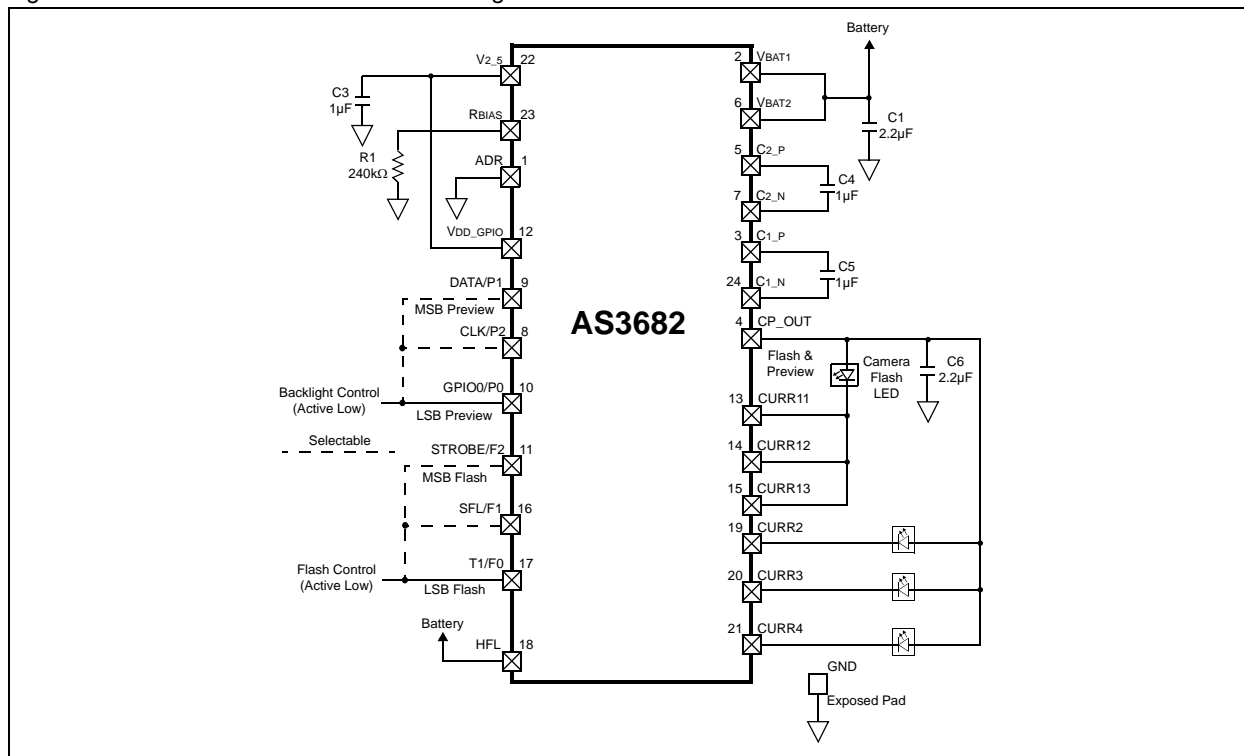 Battery
V2_5 22
2 VBAT1
C3
1µF
RBIAS 23
6 VBAT2
C1
2.2µF
R1
240kΩ
ADR 1
5 C2_P
C4
1µF
7 C2_N
VDD_GPIO 12
3 C1_P
C5
1µF
DATA/P1 9
MSB Preview
24 C1_N
AS3682
CLK/P2 8
4 CP_OUT
Flash &
Preview
Camera
Flash
LED
C6
2.2µF
GPIO0/P0 10
Backlight Control
(Active Low)
LSB Preview
13 CURR11
Selectable
STROBE/F2 11
MSB Flash
14 CURR12
15 CURR13
SFL/F1 16
19 CURR2
T1/F0 17
Flash Control
(Active Low)
LSB Flash
20 CURR3
Battery
HFL 18
21 CURR4
GND
Exposed Pad